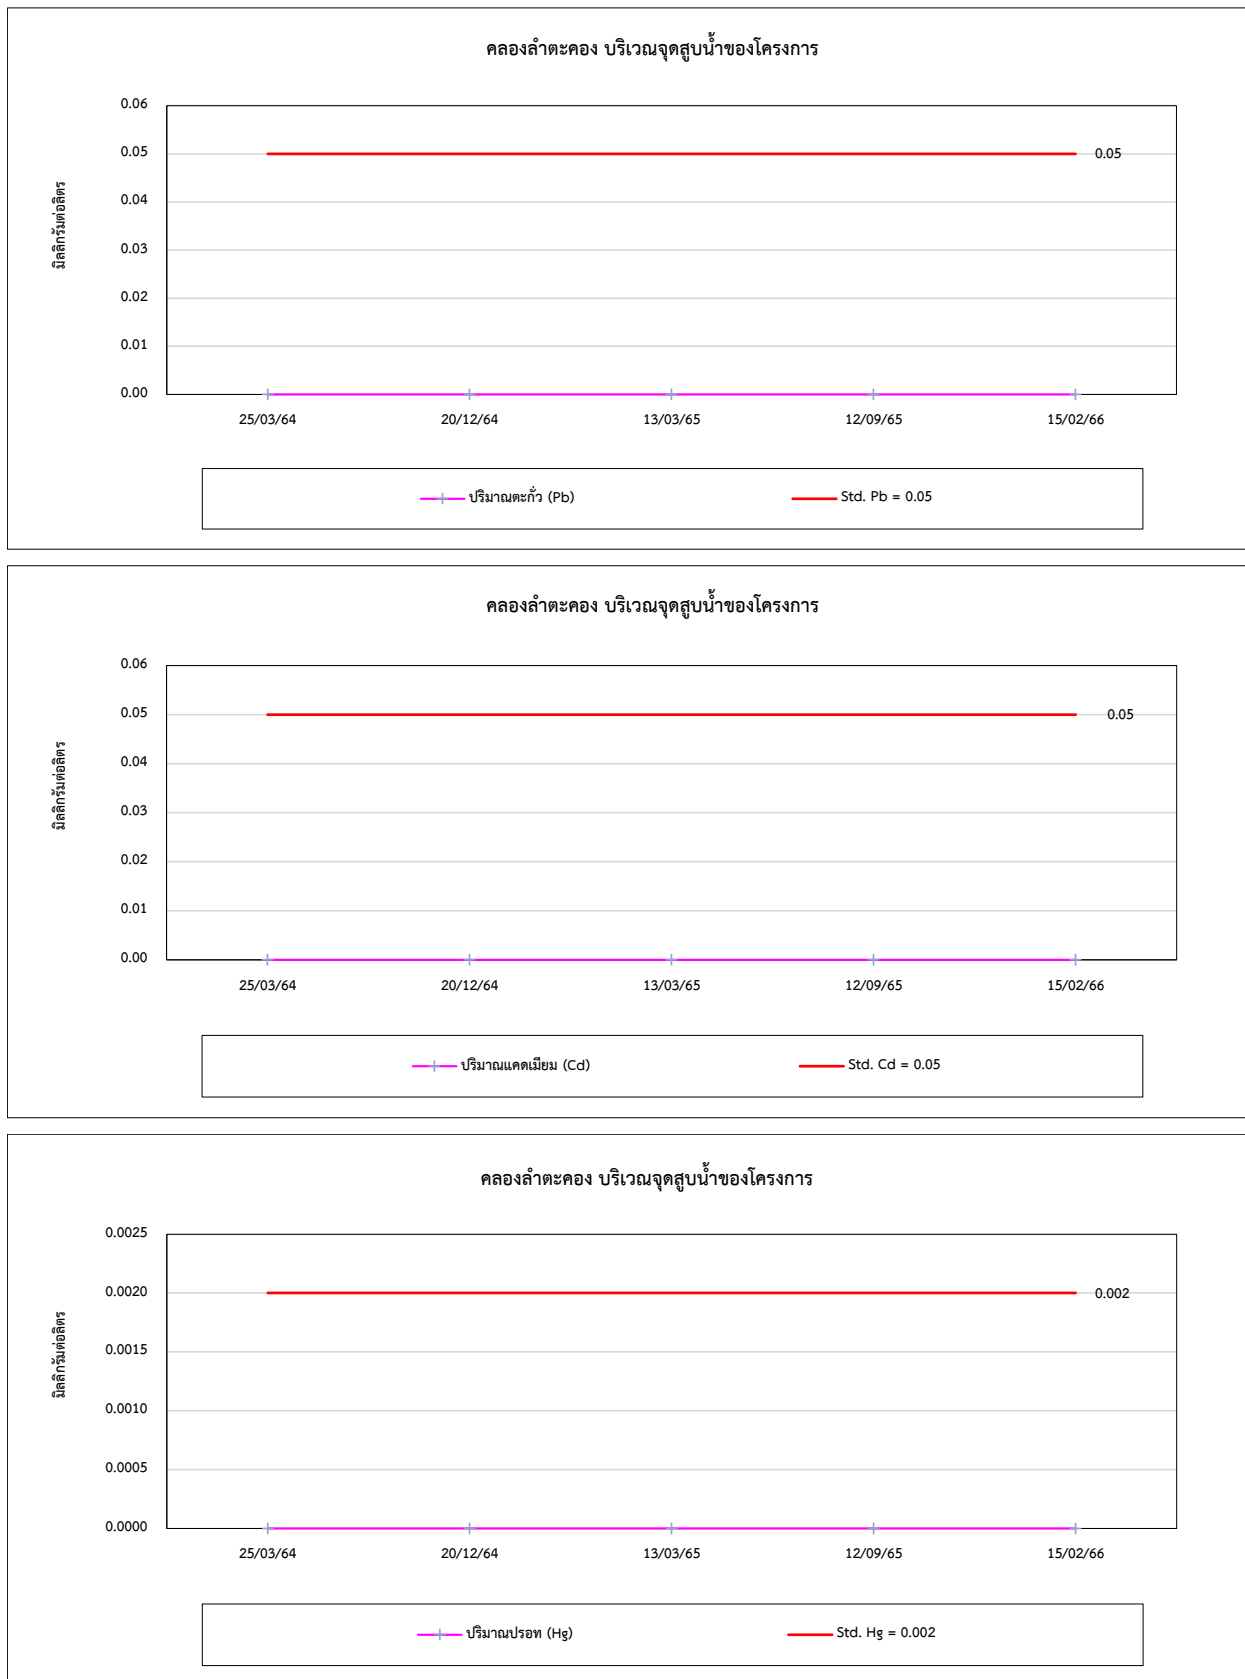 คลองลำตะคอง บริเวณจุดสูบน้ำของโครงการ
มิลลิกรัมต่อลิตร
0.06
0.05
0.04
0.03
0.02
0.01
0.00
0.05
25/03/64 20/12/64 13/03/65 12/09/65 15/02/66
ปริมาณตะกั่ว (Pb) Std. Pb = 0.05
คลองลำตะคอง บริเวณจุดสูบน้ำของโครงการ
มิลลิกรัมต่อลิตร
0.06
0.05
0.04
0.03
0.02
0.01
0.00
0.05
25/03/64 20/12/64 13/03/65 12/09/65 15/02/66
ปริมาณแคดเมียม (Cd) Std. Cd = 0.05
คลองลำตะคอง บริเวณจุดสูบน้ำของโครงการ
มิลลิกรัมต่อลิตร
0.0025
0.0020
0.0015
0.0010
0.0005
0.0000
0.002
25/03/64 20/12/64 13/03/65 12/09/65 15/02/66
ปริมาณปรอท (Hg) Std. Hg = 0.002